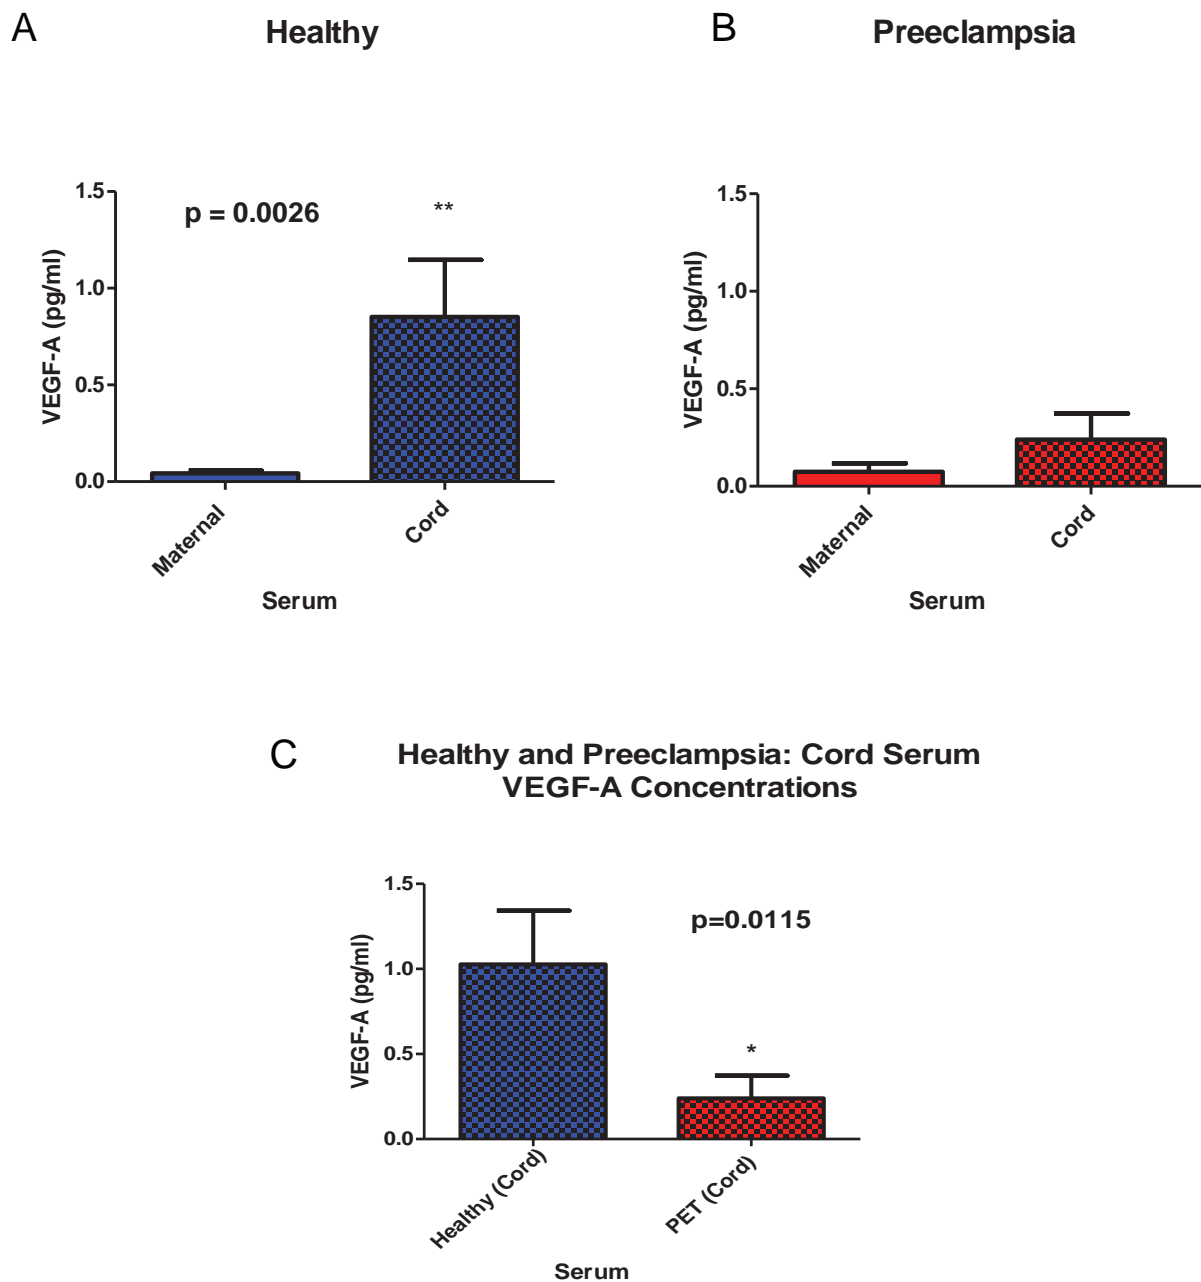 A
Healthy
1.5
1.0
0.5
0.0
VEGF-A (pg/ml)
p = 0.0026
**
Maternal
Cord
Serum
B
Preeclampsia
1.5
1.0
0.5
0.0
VEGF-A (pg/ml)
Maternal
Cord
Serum
C
Healthy and Preeclampsia: Cord Serum
VEGF-A Concentrations
1.5
1.0
0.5
0.0
VEGF-A (pg/ml)
p=0.0115
*
Healthy (Cord)
PET (Cord)
Serum